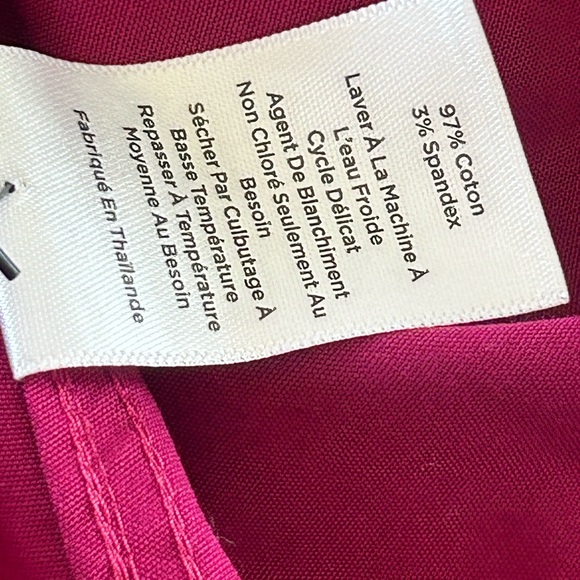 97% Coton
3% Spandex
Laver À La Machine À
L'eau Froide
Cycle Délicat
Agent De Blanchiment
Non Chloré Seulement Au
Besoin
Sécher Par Culbutage À
Basse Température
Repasser À Température
Moyenne Au Besoin
Fabriqué En Thaïlande